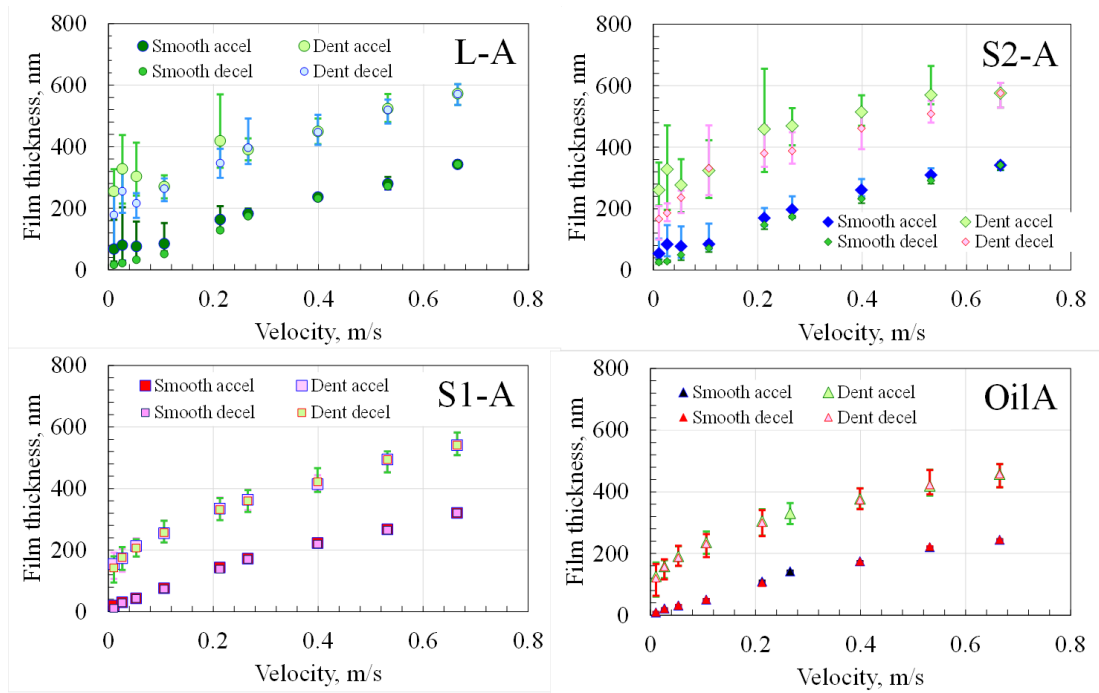 800
Smooth accel
Dent accel
L-A
Smooth decel
Dent decel
600
400
200
0
Film thickness, nm
0
0.2
0.4
0.6
0.8
Velocity, m/s
800
S2-A
600
400
200
0
Film thickness, nm
Smooth accel
Dent accel
Smooth decel
Dent decel
0
0.2
0.4
0.6
0.8
Velocity, m/s
800
Smooth accel
Dent accel
S1-A
Smooth decel
Dent decel
600
400
200
0
Film thickness, nm
0
0.2
0.4
0.6
0.8
Velocity, m/s
800
Smooth accel
Dent accel
OilA
Smooth decel
Dent decel
600
400
200
0
Film thickness, nm
0
0.2
0.4
0.6
0.8
Velocity, m/s